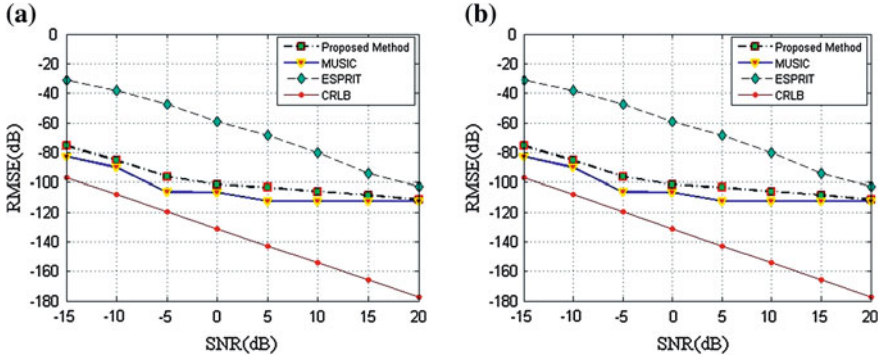 (a)
RMSE(dB)
0
-20
-40
-60
-80
-100
-120
-140
-160
-180
Proposed Method
MUSIC
ESPRIT
CRLB
-15 -10 -5 0 5 10 15 20
SNR(dB)
(b)
RMSE(dB)
0
-20
-40
-60
-80
-100
-120
-140
-160
-180
Proposed Method
MUSIC
ESPRIT
CRLB
-15 -10 -5 0 5 10 15 20
SNR(dB)